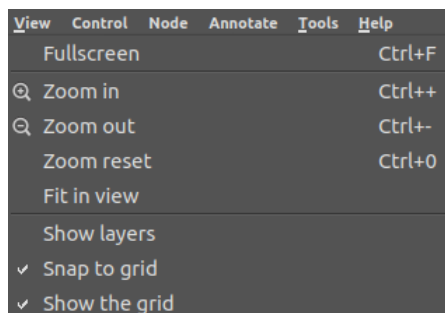 View Control Node Annotate Tools Help
Fullscreen Ctrl+F
Zoom in Ctrl++
Zoom out Ctrl+-
Zoom reset Ctrl+0
Fit in view
Show layers
Snap to grid
Show the grid